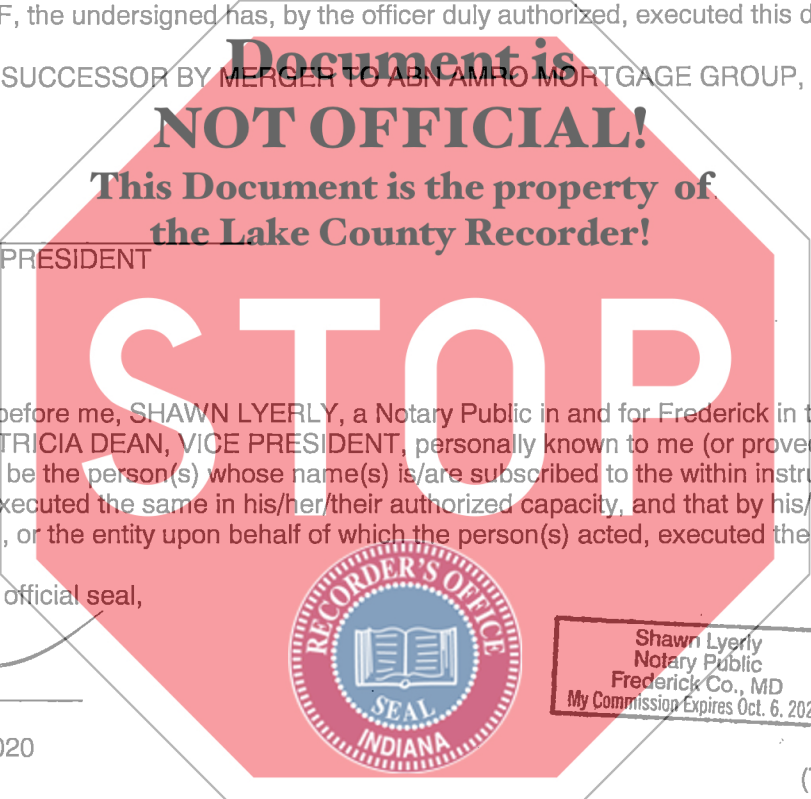 F, the undersigned has, by the officer duly authorized, executed this d
Document is
SUCCESSOR BY MERGER TO ABN AMRO MORTGAGE GROUP,
NOT OFFICIAL!
This Document is the property of
the Lake County Recorder!
PRESIDENT
STOP
before me, SHAWN LYERLY, a Notary Public in and for Frederick in t
TRICIA DEAN, VICE PRESIDENT, personally known to me (or prove
be the person(s) whose name(s) is/are subscribed to the within instru
xecuted the same in his/her/their authorized capacity, and that by his/
, or the entity upon behalf of which the person(s) acted, executed the
RECORDER'S OFFICE
SEAL
INDIANA
official seal,
Shawn Lyerly
Notary Public
Frederick Co., MD
My Commission Expires Oct. 6. 202
020
(